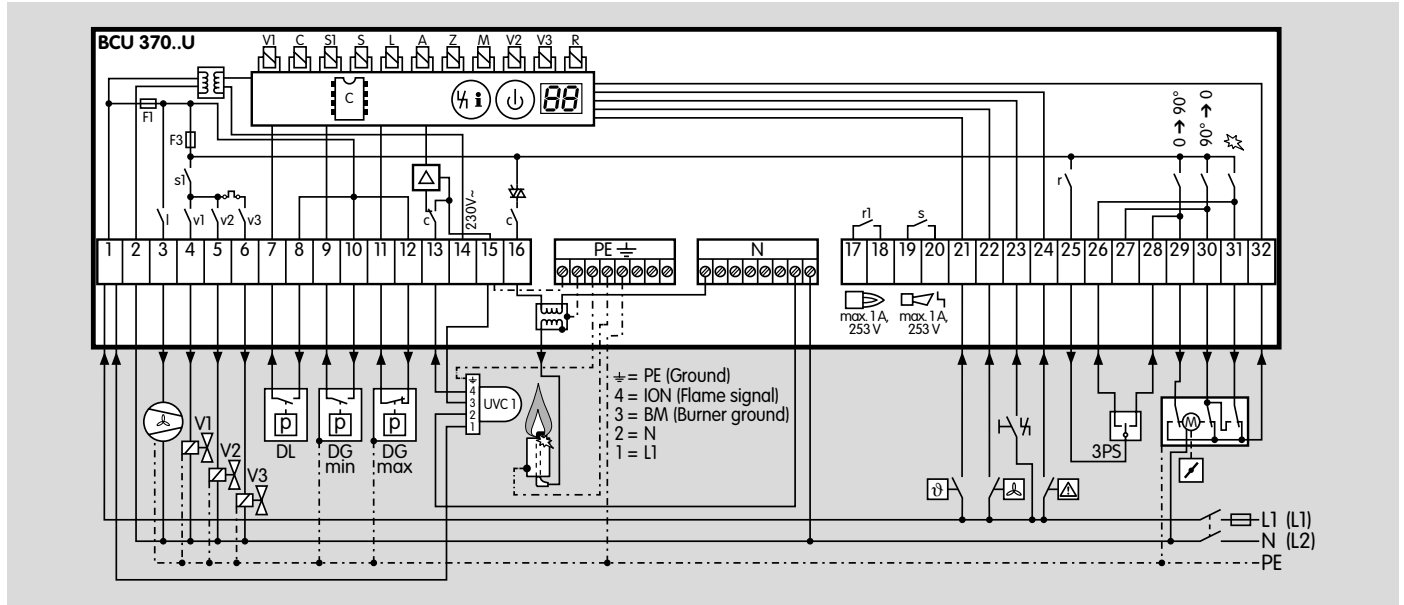 BCU 370..U
V1 C S1 S L A Z M V2 V3 R
C
i
88
F1
F3
0 → 90°
90° → 0
s1
l
v1
v2
v3
c
230V~
c
r
r1
s
1 2 3 4 5 6 7 8 9 10 11 12 13 14 15 16
PE
N
17 18 19 20 21 22 23 24 25 26 27 28 29 30 31 32
max. 1 A,
253 V
max. 1 A,
253 V
V1
V2
V3
p
DL
p
DG
min
p
DG
max
4
3
2
1
UVC 1
= PE (Ground)
4 = ION (Flame signal)
3 = BM (Burner ground)
2 = N
1 = L1
ϑ
3PS
M
L1 (L1)
N (L2)
PE